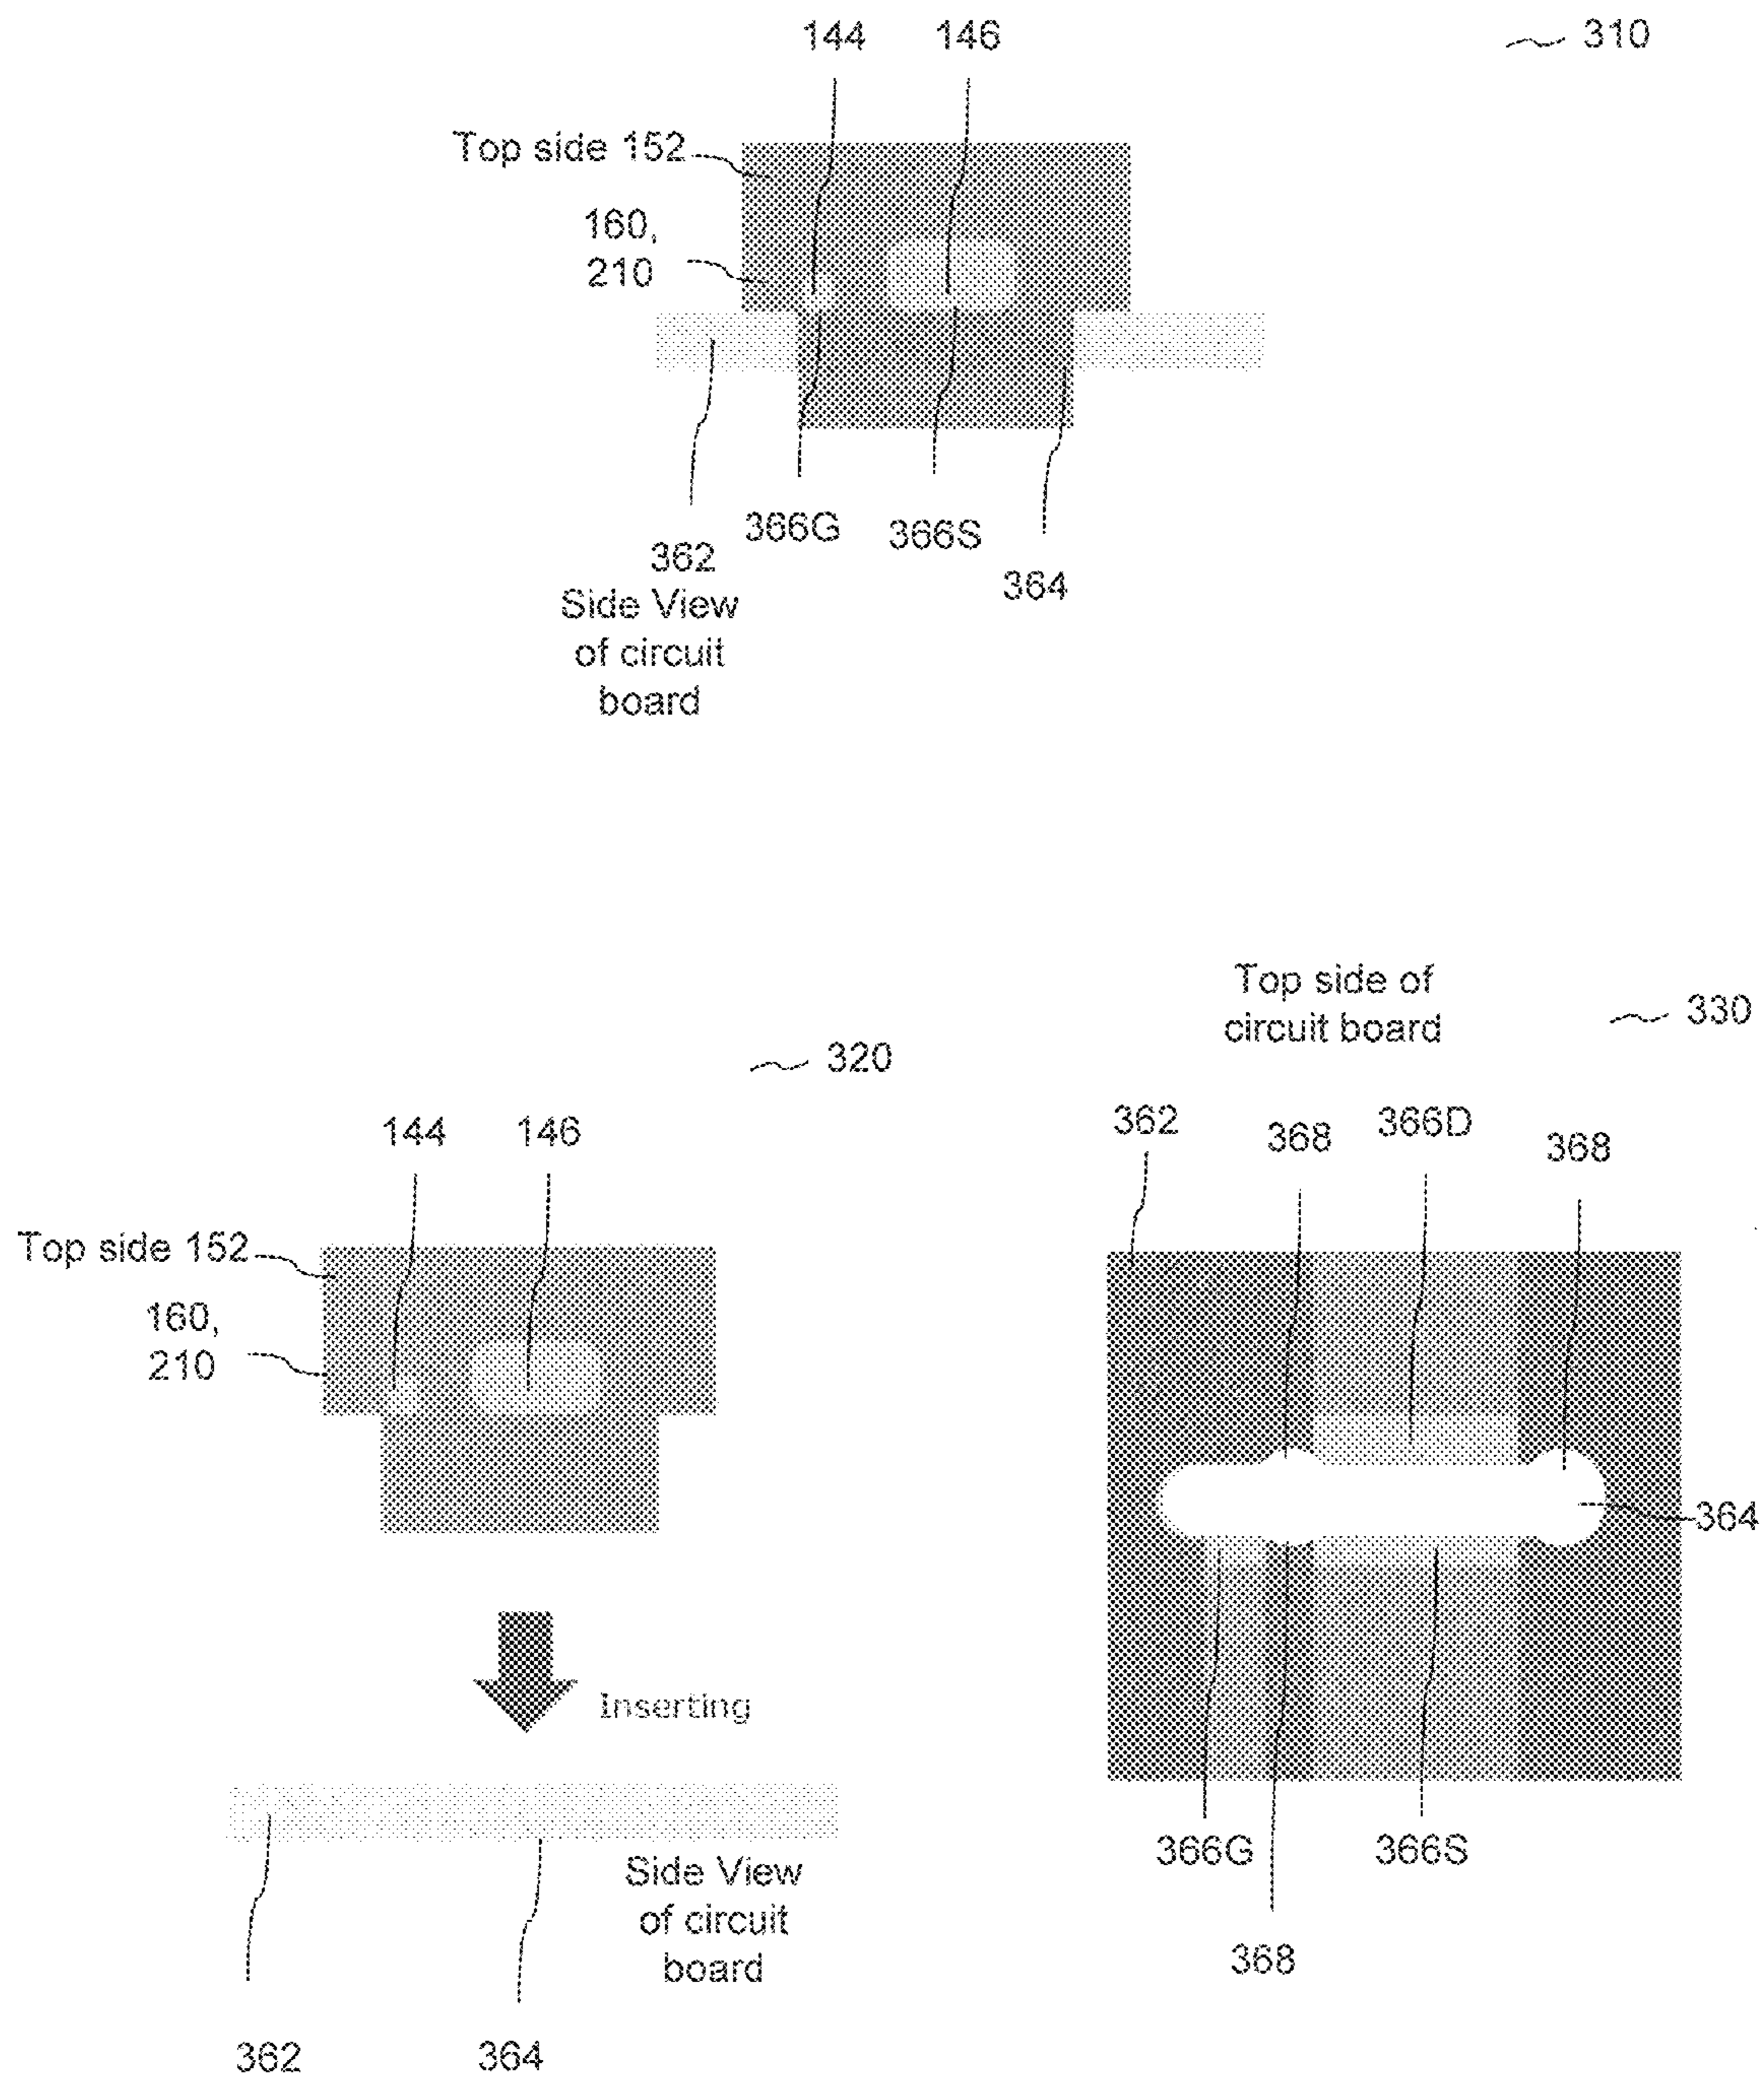 144
146
310
Top side 152
160,
210
366G
366S
362
364
Side View
of circuit
board
Top side of
circuit board
330
320
144
146
362
368
366D
368
Top side 152
160,
210
364
Inserting
366G
366S
Side View
of circuit
board
368
362
364